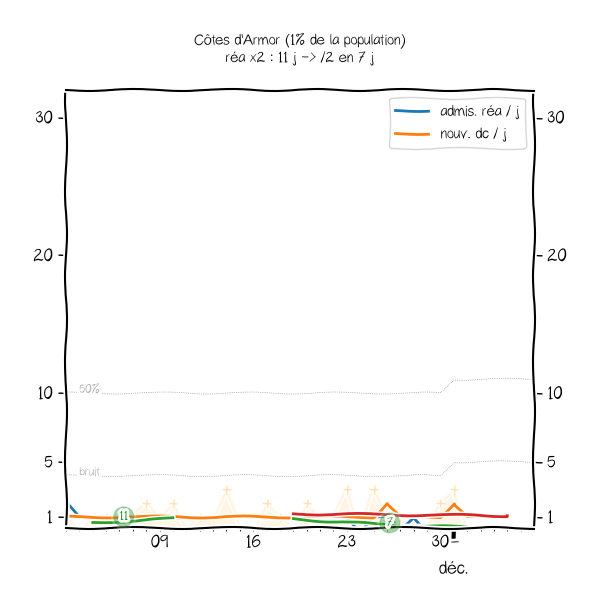 Côtes d'Armor (1% de la population)
réa x2 : 11 j -> /2 en 7 j
admis. réa / j
nouv. dc / j
30
30
20
20
50%
10
10
bruit
5
5
11
7
1
1
09
16
23
30
déc.